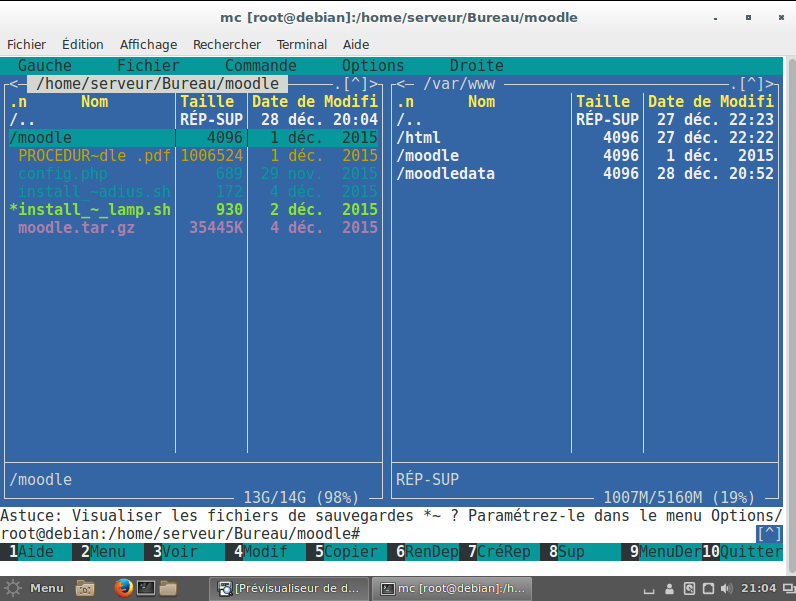 mc [root@debian]:/home/serveur/Bureau/moodle
Fichier Édition Affichage Rechercher Terminal Aide
Gauche Fichier Commande Options Droite
<─ /home/serveur/Bureau/moodle .[^]> <─ /var/www .[^]>
.n Nom Taille Date de Modifi .n Nom Taille Date de Modifi
/.. RÉP-SUP 28 déc. 20:04 /.. RÉP-SUP 27 déc. 22:23
/moodle 4096 1 déc. 2015 /html 4096 27 déc. 22:22
PROCEDUR~dle .pdf 1006524 1 déc. 2015 /moodle 4096 1 déc. 2015
config.php 689 29 nov. 2015 /moodledata 4096 28 déc. 20:52
install_~adius.sh 172 4 déc. 2015
*install_~_lamp.sh 930 2 déc. 2015
moodle.tar.gz 35445K 4 déc. 2015
/moodle RÉP-SUP
13G/14G (98%) 1007M/5160M (19%)
Astuce: Visualiser les fichiers de sauvegardes *~ ? Paramétrez-le dans le menu Options/
root@debian:/home/serveur/Bureau/moodle# [^]
1Aide 2Menu 3Voir 4Modif 5Copier 6RenDep 7CréRép 8Sup 9MenuDer 10Quitter
Menu [Prévisualiseur de d... mc [root@debian]:/h... 21:04